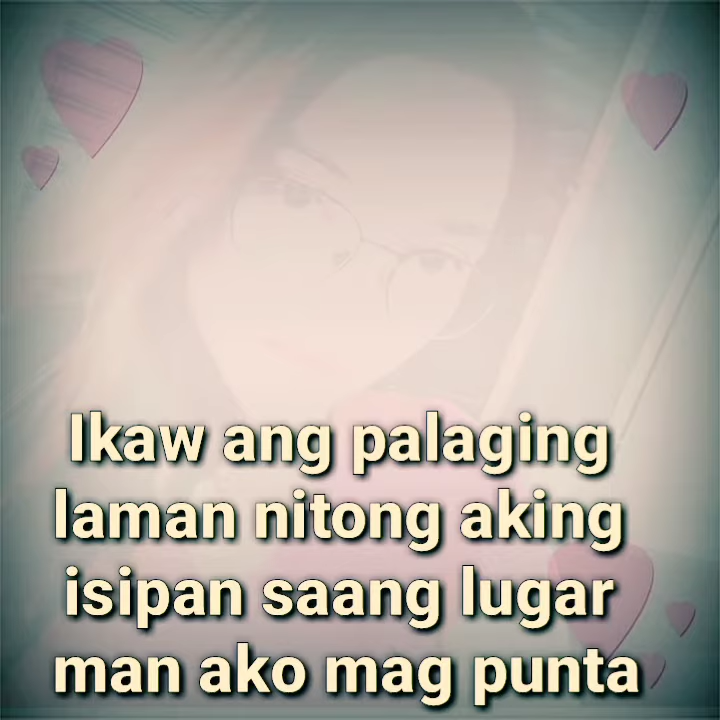 Ikaw ang palaging
laman nitong aking
isipan saang lugar
man ako mag punta